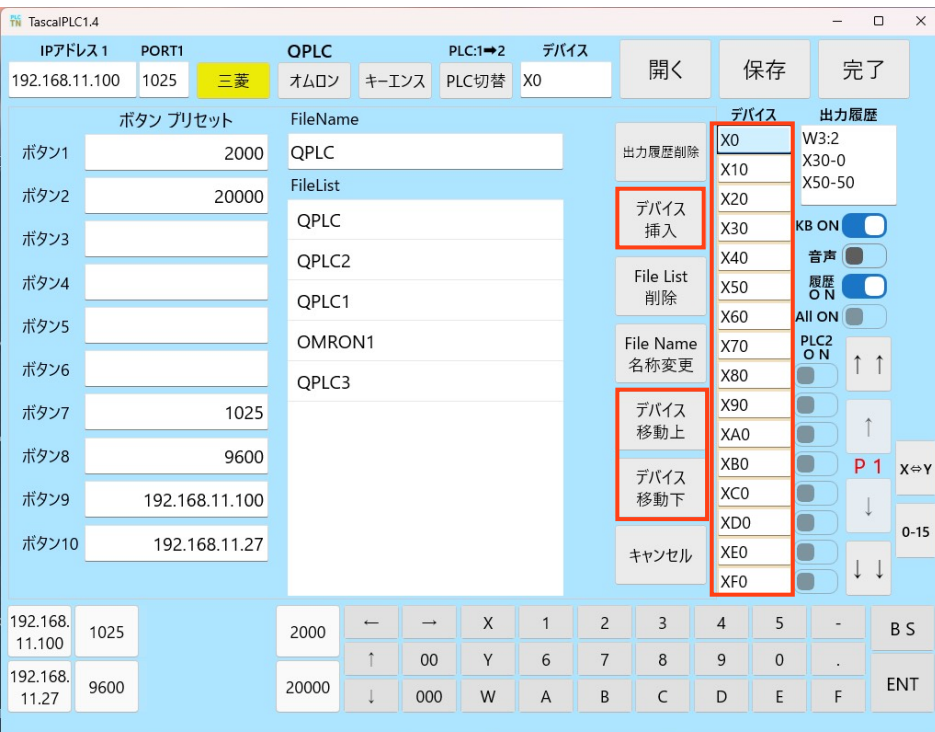 PLC TN TascalPLC1.4
IPアドレス 1 PORT1 OPLC PLC:1➡2 デバイス
192.168.11.100 1025 三菱 オムロン キーエンス PLC切替 X0 開く 保存 完了
ボタン プリセット
FileName
デバイス
出力履歴
ボタン1 2000
ボタン2 20000
ボタン3
ボタン4
ボタン5
ボタン6
ボタン7 1025
ボタン8 9600
ボタン9 192.168.11.100
ボタン10 192.168.11.27
QPLC
FileList
QPLC
QPLC2
QPLC1
OMRON1
QPLC3
出力履歴削除
デバイス
挿入
File List
削除
File Name
名称変更
デバイス
移動上
デバイス
移動下
キャンセル
X0
X10
X20
X30
X40
X50
X60
X70
X80
X90
XA0
XB0
XC0
XD0
XE0
XF0
W3:2
X30-0
X50-50
KB ON
音声
履歴
O N
All ON
PLC2
O N
↑ ↑
↑
P 1
↓
↓ ↓
X⇔Y
0-15
192.168.
11.100
1025
2000
← → X 1 2 3 4 5 - B S
192.168.
11.27
9600
20000
↑ 00 Y 6 7 8 9 0 .
↓ 000 W A B C D E F ENT